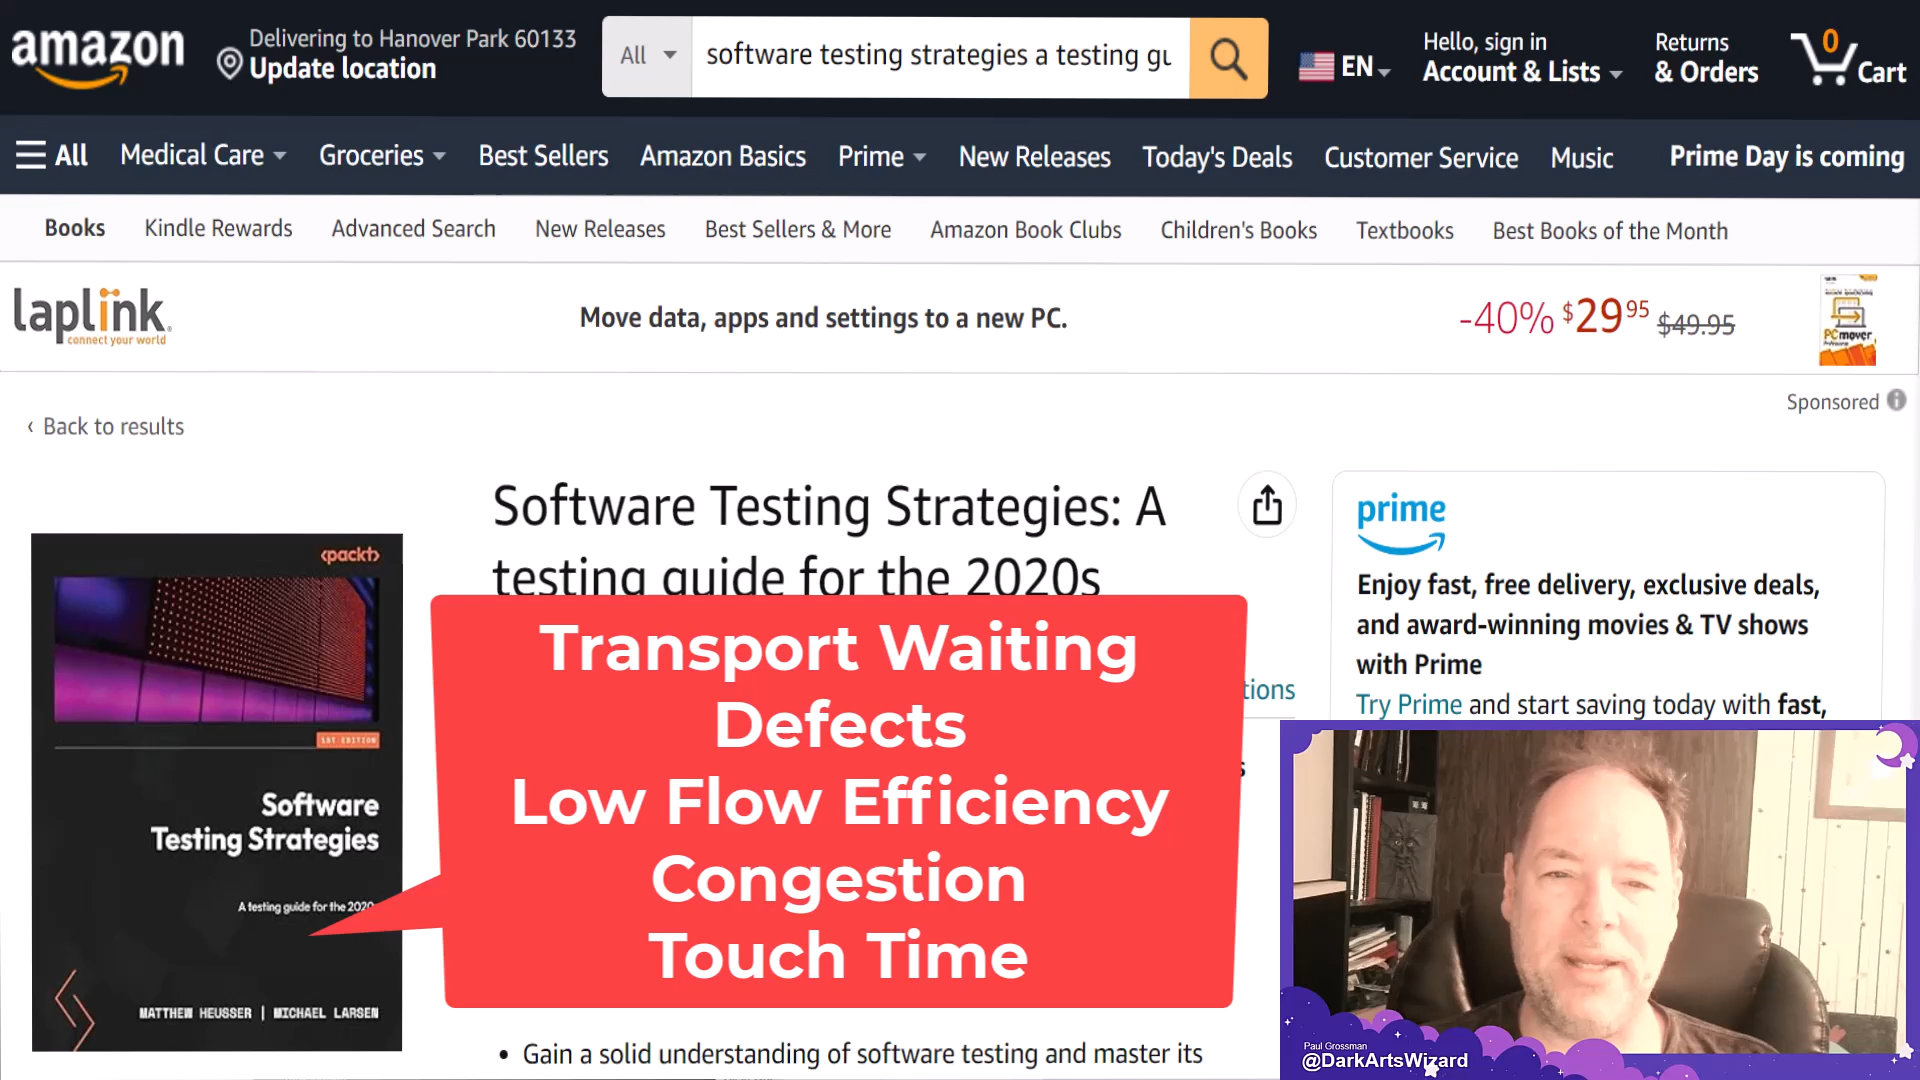 amazon
Delivering to Hanover Park 60133
Update location
All
software testing strategies a testing gu
EN
Hello, sign in
Account & Lists
Returns
& Orders
0
Cart
All
Medical Care
Groceries
Best Sellers
Amazon Basics
Prime
New Releases
Today's Deals
Customer Service
Music
Prime Day is coming
Books
Kindle Rewards
Advanced Search
New Releases
Best Sellers & More
Amazon Book Clubs
Children's Books
Textbooks
Best Books of the Month
laplink
connect your world
Move data, apps and settings to a new PC.
-40% $29.95 $49.95
PCmover
Sponsored
‹ Back to results
Software Testing Strategies: A
testing guide for the 2020s
tions
prime
Enjoy fast, free delivery, exclusive deals,
and award-winning movies & TV shows
with Prime
Try Prime and start saving today with fast,
<packt>
1ST EDITION
Software
Testing Strategies
A testing guide for the 2020
MATTHEW HEUSSER | MICHAEL LARSEN
Transport Waiting
Defects
Low Flow Efficiency
Congestion
Touch Time
s
• Gain a solid understanding of software testing and master its
Paul Grossman
@DarkArtsWizard